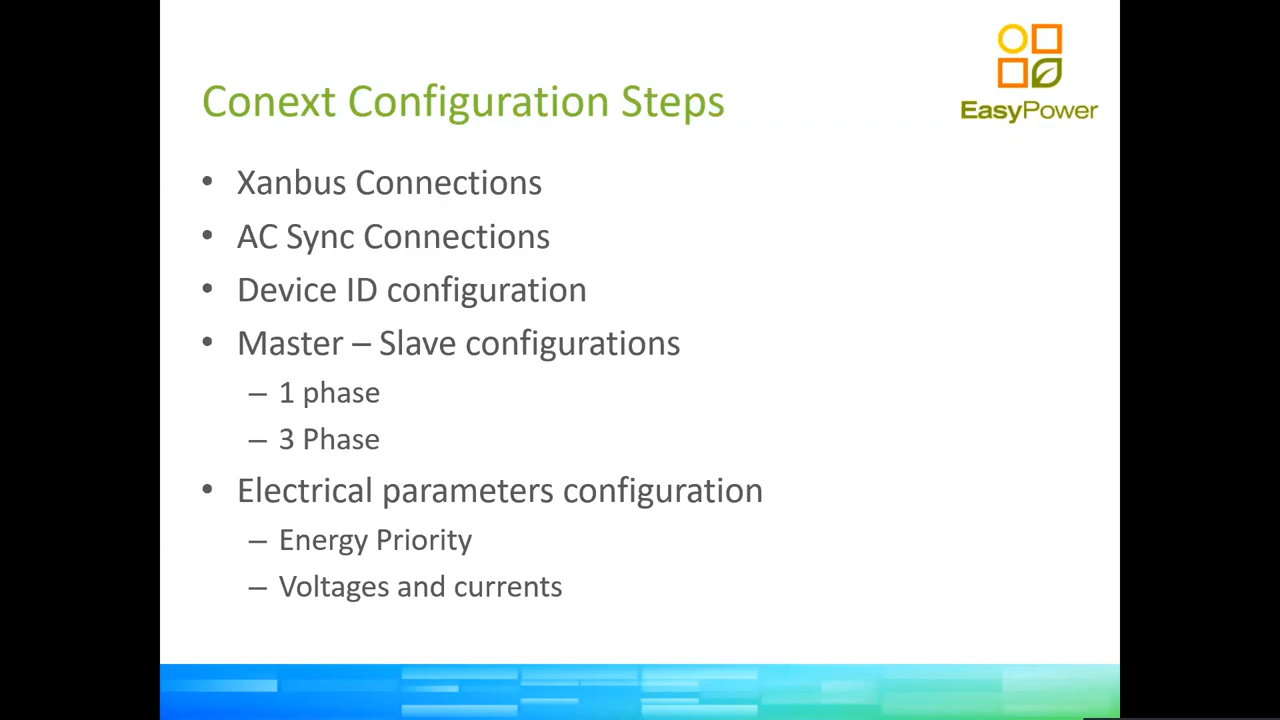 Conext Configuration Steps
EasyPower
• Xanbus Connections
• AC Sync Connections
• Device ID configuration
• Master – Slave configurations
– 1 phase
– 3 Phase
• Electrical parameters configuration
– Energy Priority
– Voltages and currents